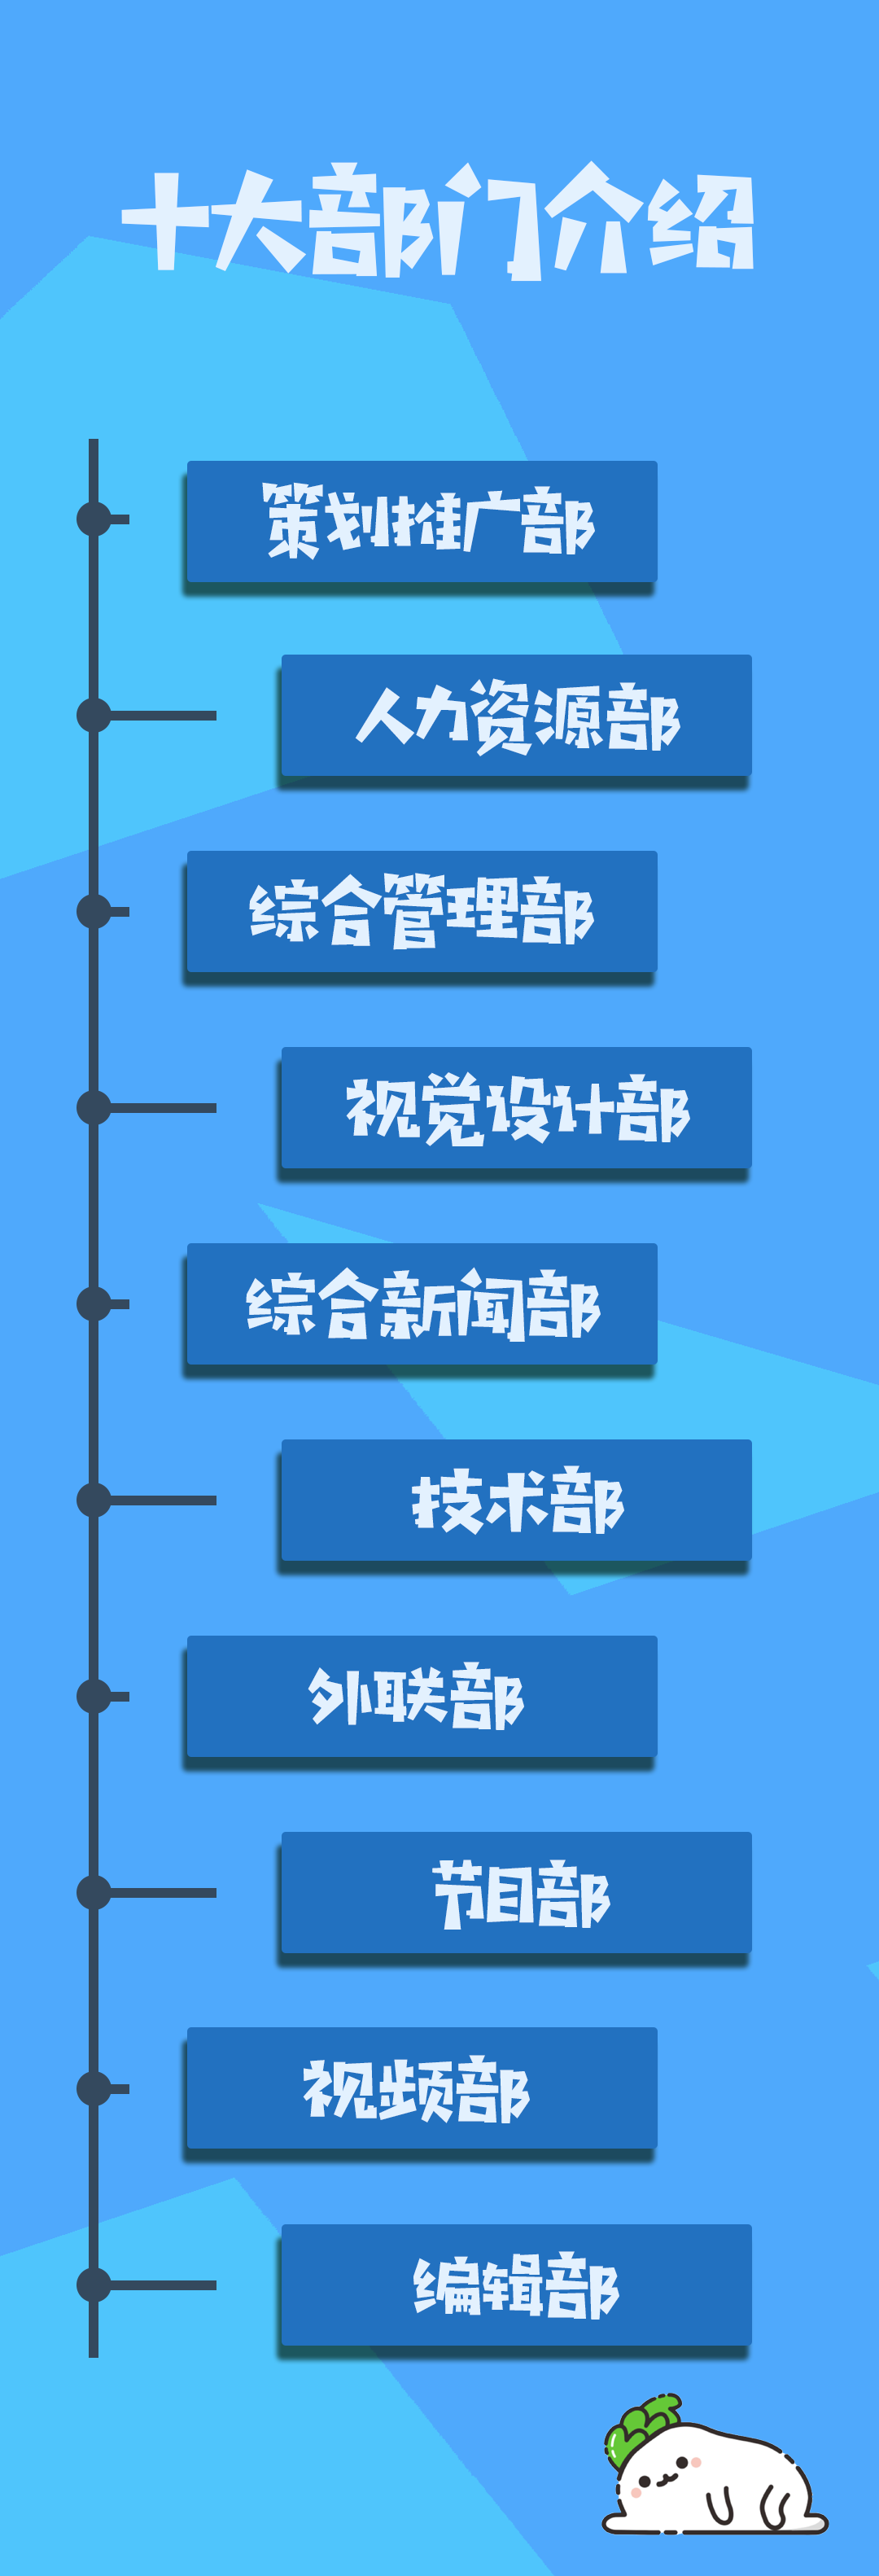 十大部门介绍
策划推广部
人力资源部
综合管理部
视觉设计部
综合新闻部
技术部
外联部
节目部
视频部
编辑部